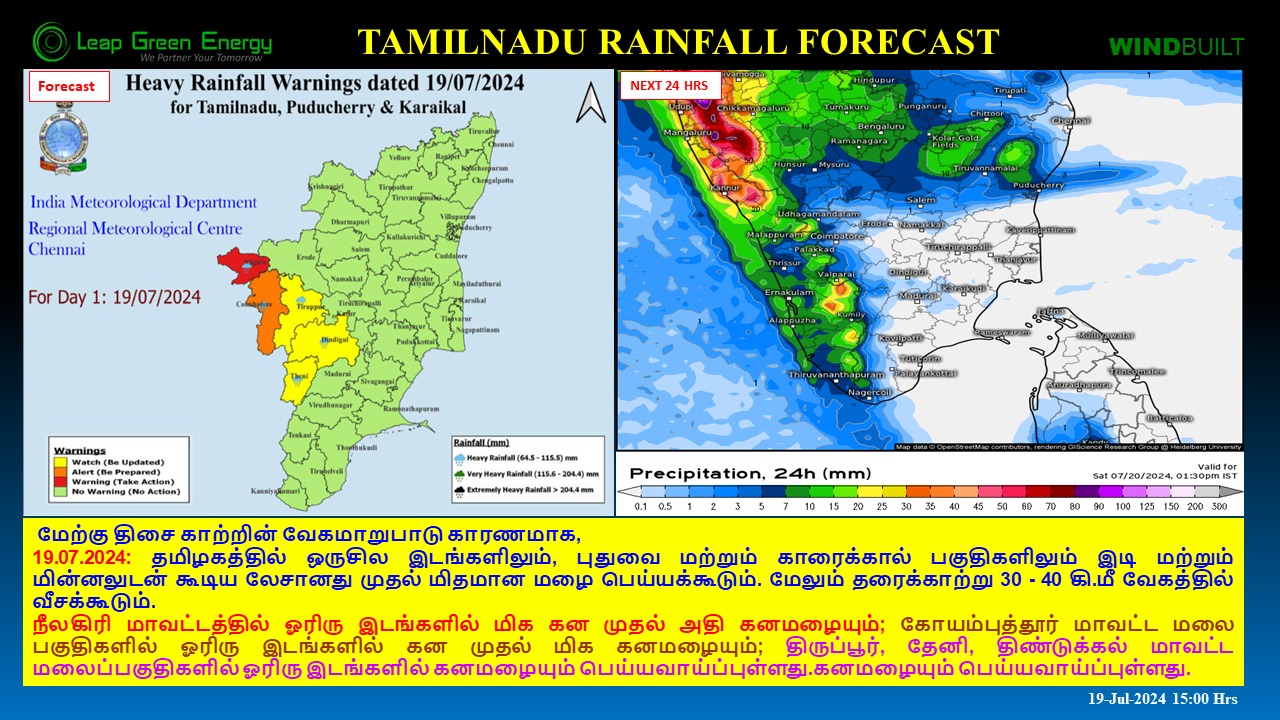 Leap Green Energy
We Partner Your Tomorrow
TAMILNADU RAINFALL FORECAST
WINDBUILT
Forecast
Heavy Rainfall Warnings dated 19/07/2024
for Tamilnadu, Puducherry & Karaikal
India Meteorological Department
Regional Meteorological Centre
Chennai
For Day 1: 19/07/2024
Tiruvallur
Chennai
Vellore
Ranipet
Kancheepuram
Chengalpattu
Krishnagiri
Tirupathur
Tiruvannamalai
Dharmapuri
Villupuram
Puducherry
Kallakurichi
Salem
Cuddalore
Nilgiris
Erode
Namakkal
Perambalur
Ariyalur
Mayiladuthurai
Coimbatore
Tiruppur
Tiruchirapalli
Karur
Karaikal
Thanjavur
Tiruvarur
Nagapattinam
Dindigul
Pudukkottai
Theni
Madurai
Sivagangai
Virudhunagar
Ramanathapuram
Tenkasi
Thoothukudi
Tirunelveli
Kanniyakumari
Warnings
Watch (Be Updated)
Alert (Be Prepared)
Warning (Take Action)
No Warning (No Action)
Rainfall (mm)
Heavy Rainfall (64.5 - 115.5) mm
Very Heavy Rainfall (115.6 - 204.4) mm
Extremely Heavy Rainfall > 204.4 mm
NEXT 24 HRS
Hindupur
Tirupati
Udupi
Chikkamagaluru
Tumakuru
Punganuru
Chittoor
Chennai
Mangaluru
Bengaluru
Ramanagara
Kolar Gold
Fields
Hunsur
Mysuru
Tiruvannamalai
Kannur
Puducherry
Salem
Udhagamandalam
Erode
Namakkal
Kaveripattinam
Malappuram
Coimbatore
Palakkad
Tiruchirappalli
Thanjavur
Thrissur
Valparai
Dindigul
Ernakulam
Madurai
Karaikudi
Alappuzha
Kumily
Jaffna
Rameswaram
Mulliyawalai
Kovilpatti
Tuticorin
Palayankottai
Thiruvananthapuram
Nagercoil
Trincomalee
Anuradhapura
Batticaloa
Kandy
Map data © OpenStreetMap contributors, rendering GIScience Research Group @ Heidelberg University
Precipitation, 24h (mm)
Valid for
Sat 07/20/2024, 01:30pm IST
0.1 0.5 1 2 3 5 7 10 15 20 25 30 35 40 45 50 60 70 80 90 100 125 150 200 300
மேற்கு திசை காற்றின் வேகமாறுபாடு காரணமாக,
19.07.2024: தமிழகத்தில் ஒருசில இடங்களிலும், புதுவை மற்றும் காரைக்கால் பகுதிகளிலும் இடி மற்றும்
மின்னலுடன் கூடிய லேசானது முதல் மிதமான மழை பெய்யக்கூடும். மேலும் தரைக்காற்று 30 - 40 கி.மீ வேகத்தில்
வீசக்கூடும்.
நீலகிரி மாவட்டத்தில் ஓரிரு இடங்களில் மிக கன முதல் அதி கனமழையும்; கோயம்புத்தூர் மாவட்ட மலை
பகுதிகளில் ஓரிரு இடங்களில் கன முதல் மிக கனமழையும்; திருப்பூர், தேனி, திண்டுக்கல் மாவட்ட
மலைப்பகுதிகளில் ஓரிரு இடங்களில் கனமழையும் பெய்யவாய்ப்புள்ளது.கனமழையும் பெய்யவாய்ப்புள்ளது.
19-Jul-2024 15:00 Hrs